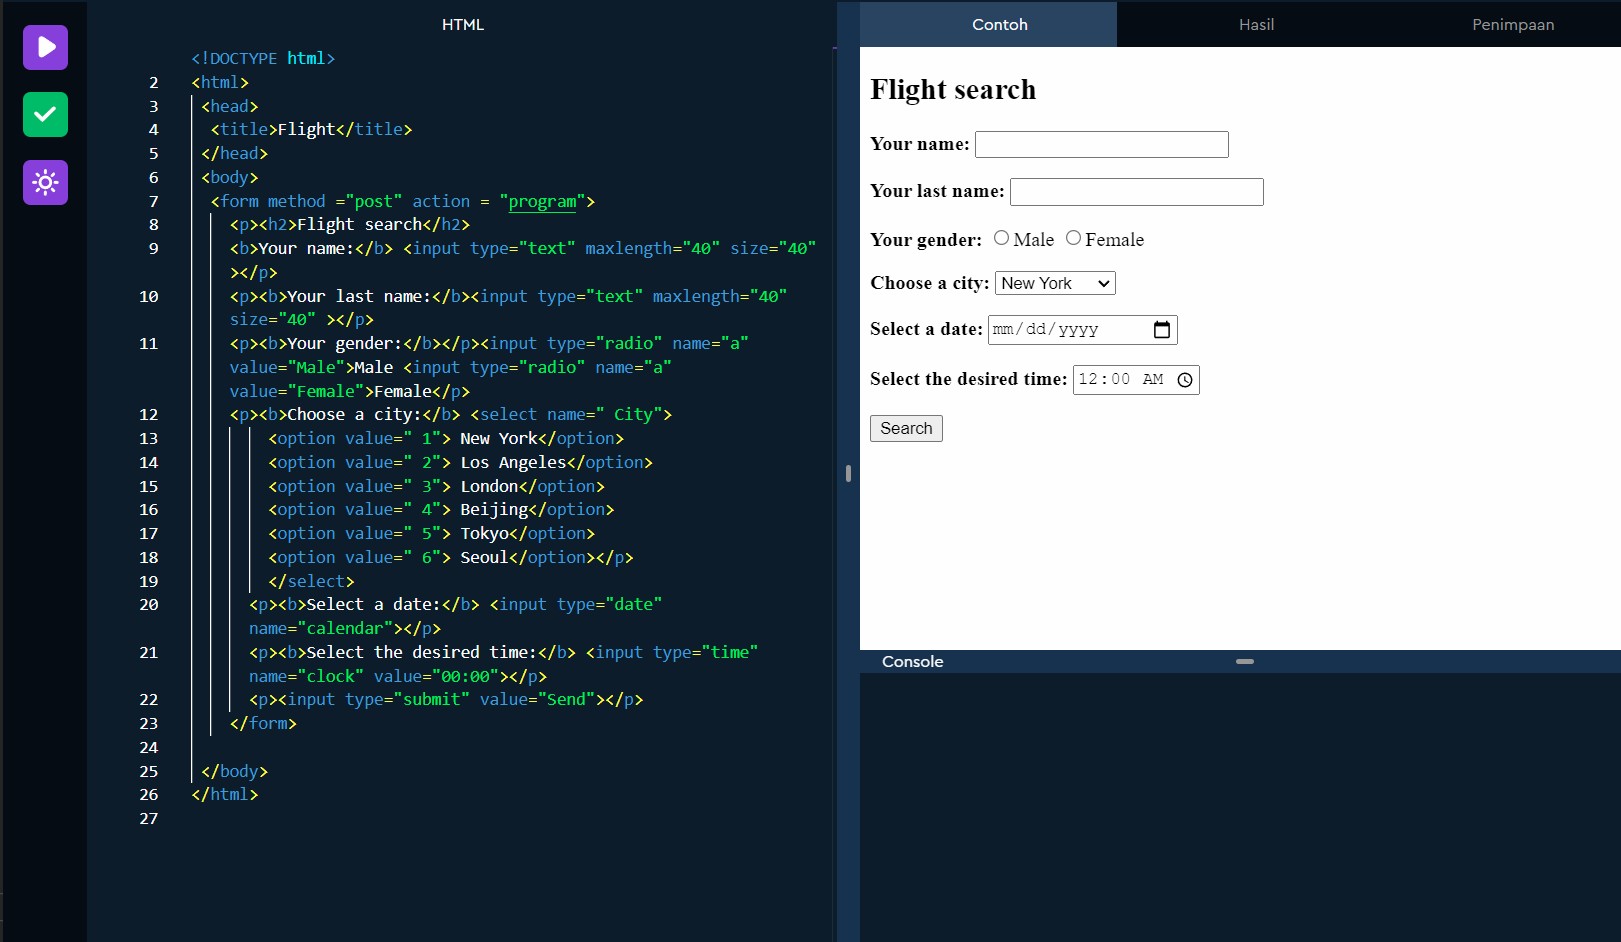 HTML
<!DOCTYPE html>
2 <html>
3 <head>
4 <title>Flight</title>
5 </head>
6 <body>
7 <form method ="post" action = "program">
8 <p><h2>Flight search</h2>
9 <b>Your name:</b> <input type="text" maxlength="40" size="40"
></p>
10 <p><b>Your last name:</b><input type="text" maxlength="40"
size="40" ></p>
11 <p><b>Your gender:</b></p><input type="radio" name="a"
value="Male">Male <input type="radio" name="a"
value="Female">Female</p>
12 <p><b>Choose a city:</b> <select name=" City">
13 <option value=" 1"> New York</option>
14 <option value=" 2"> Los Angeles</option>
15 <option value=" 3"> London</option>
16 <option value=" 4"> Beijing</option>
17 <option value=" 5"> Tokyo</option>
18 <option value=" 6"> Seoul</option></p>
19 </select>
20 <p><b>Select a date:</b> <input type="date"
name="calendar"></p>
21 <p><b>Select the desired time:</b> <input type="time"
name="clock" value="00:00"></p>
22 <p><input type="submit" value="Send"></p>
23 </form>
24
25 </body>
26 </html>
27
Contoh Hasil Penimpaan
Flight search
Your name:
Your last name:
Your gender: Male Female
Choose a city: New York
Select a date: mm/dd/yyyy
Select the desired time: 12:00 AM
Search
Console